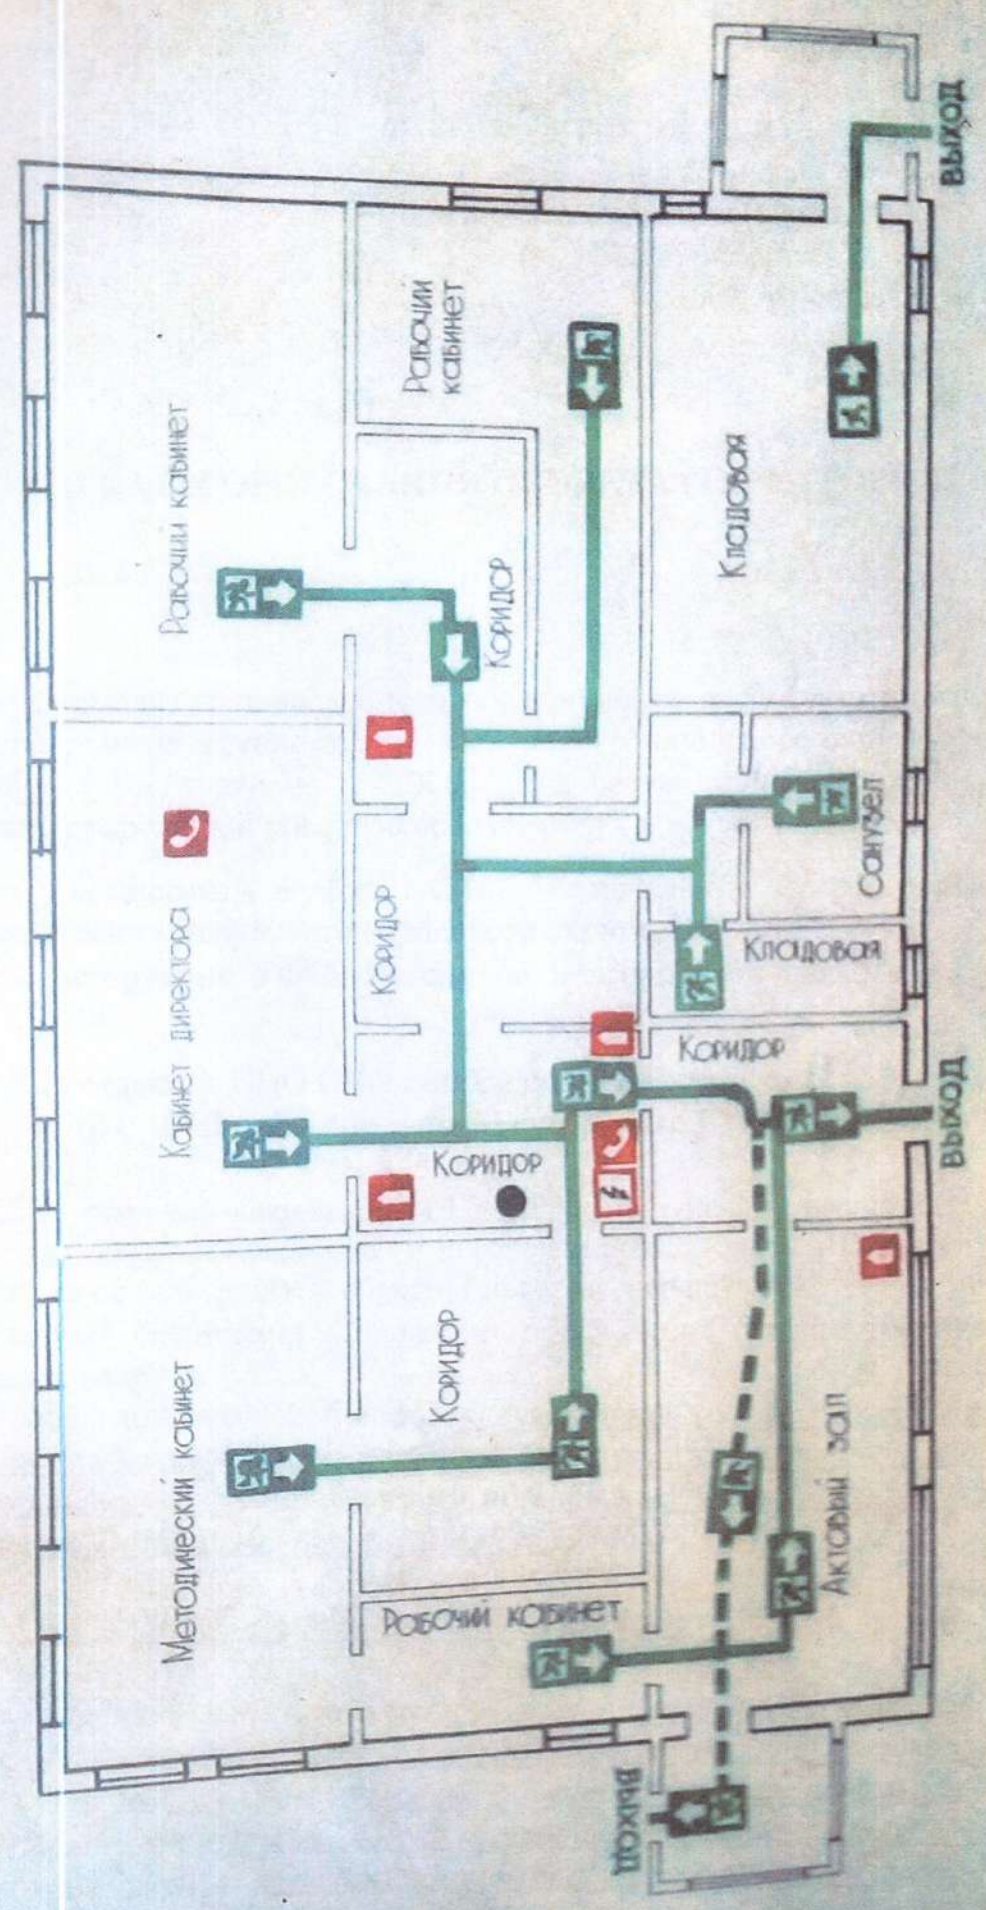 Методический кабинет
Кабинет директора
Рабочий кабинет
Рабочий кабинет
Коридор
Коридор
Коридор
Коридор
Рабочий
кабинет
Актовый зал
Коридор
Кладовая
Санузел
Кладовая
Выход
Выход
Выход